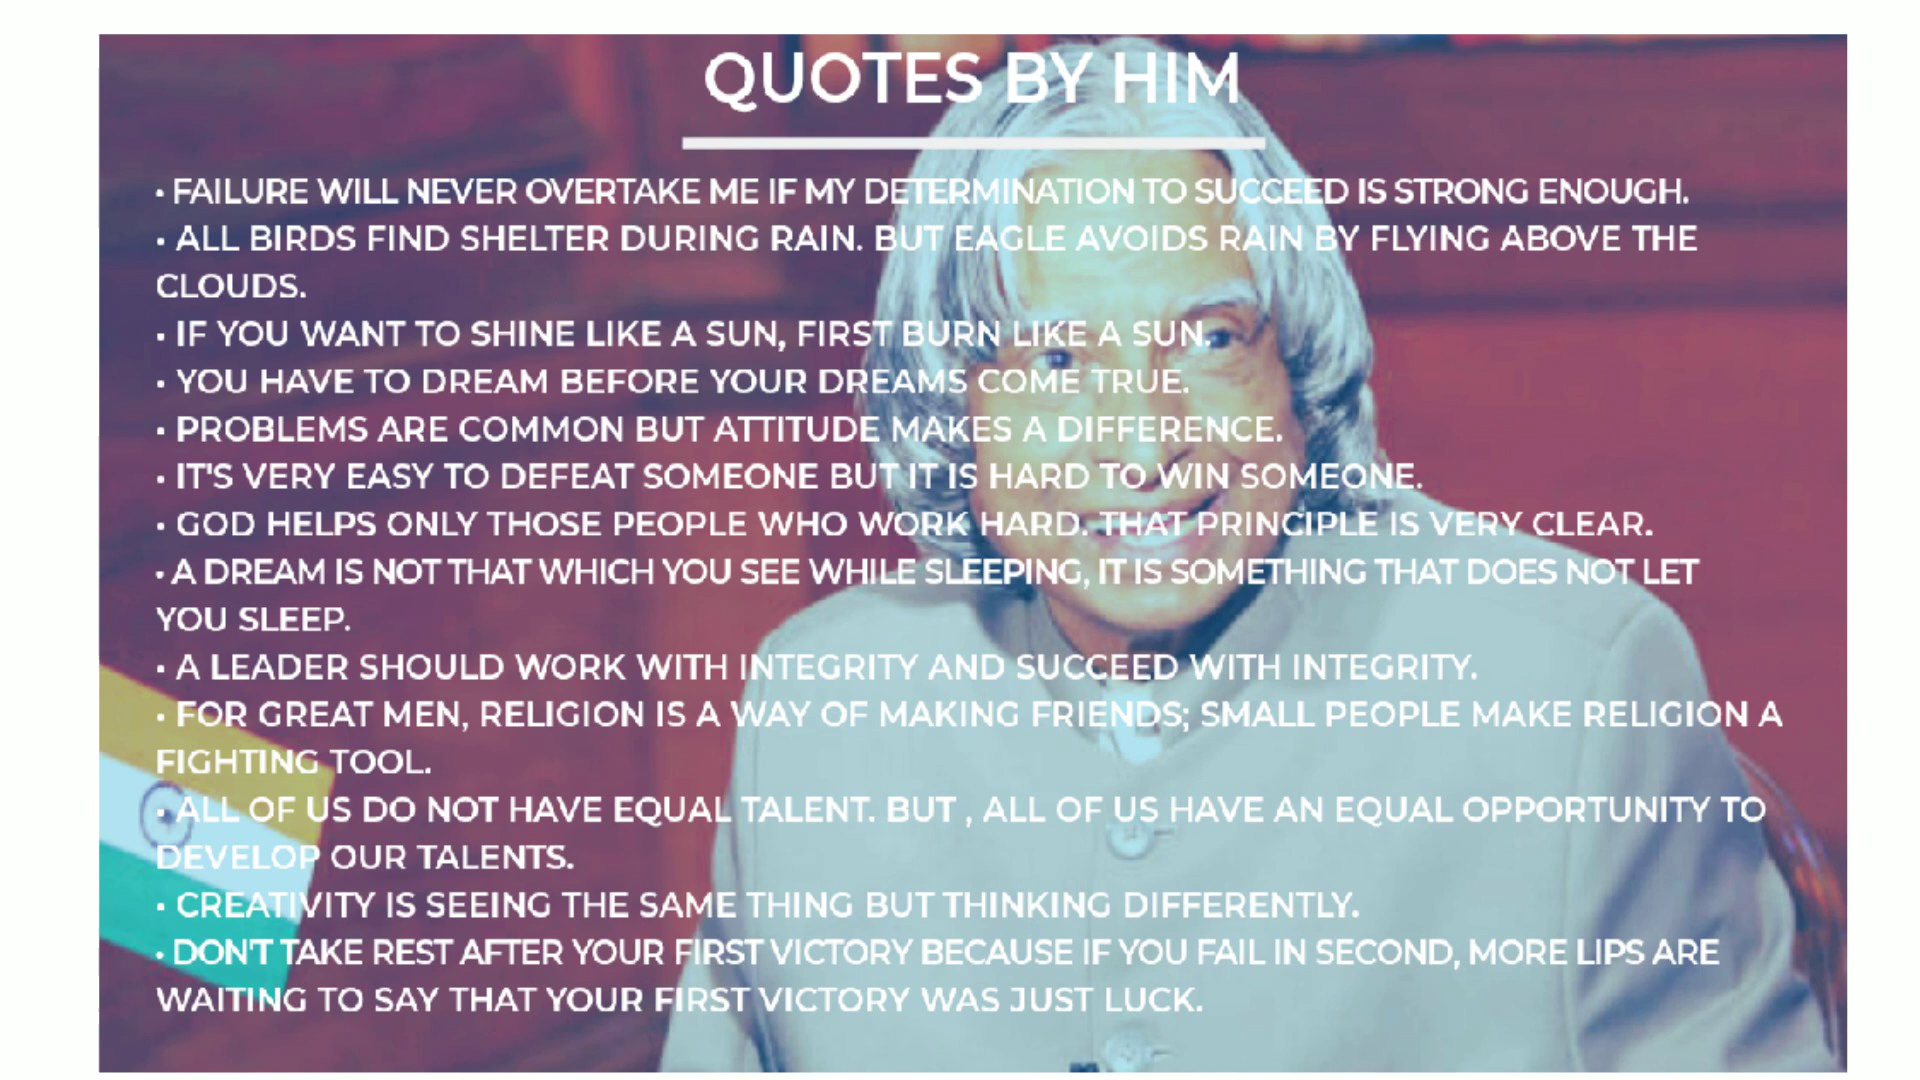 QUOTES BY HIM
• FAILURE WILL NEVER OVERTAKE ME IF MY DETERMINATION TO SUCCEED IS STRONG ENOUGH.
• ALL BIRDS FIND SHELTER DURING RAIN. BUT EAGLE AVOIDS RAIN BY FLYING ABOVE THE
CLOUDS.
• IF YOU WANT TO SHINE LIKE A SUN, FIRST BURN LIKE A SUN.
• YOU HAVE TO DREAM BEFORE YOUR DREAMS COME TRUE.
• PROBLEMS ARE COMMON BUT ATTITUDE MAKES A DIFFERENCE.
• IT'S VERY EASY TO DEFEAT SOMEONE BUT IT IS HARD TO WIN SOMEONE.
• GOD HELPS ONLY THOSE PEOPLE WHO WORK HARD. THAT PRINCIPLE IS VERY CLEAR.
• A DREAM IS NOT THAT WHICH YOU SEE WHILE SLEEPING, IT IS SOMETHING THAT DOES NOT LET
YOU SLEEP.
• A LEADER SHOULD WORK WITH INTEGRITY AND SUCCEED WITH INTEGRITY.
• FOR GREAT MEN, RELIGION IS A WAY OF MAKING FRIENDS; SMALL PEOPLE MAKE RELIGION A
FIGHTING TOOL.
• ALL OF US DO NOT HAVE EQUAL TALENT. BUT , ALL OF US HAVE AN EQUAL OPPORTUNITY TO
DEVELOP OUR TALENTS.
• CREATIVITY IS SEEING THE SAME THING BUT THINKING DIFFERENTLY.
• DON'T TAKE REST AFTER YOUR FIRST VICTORY BECAUSE IF YOU FAIL IN SECOND, MORE LIPS ARE
WAITING TO SAY THAT YOUR FIRST VICTORY WAS JUST LUCK.